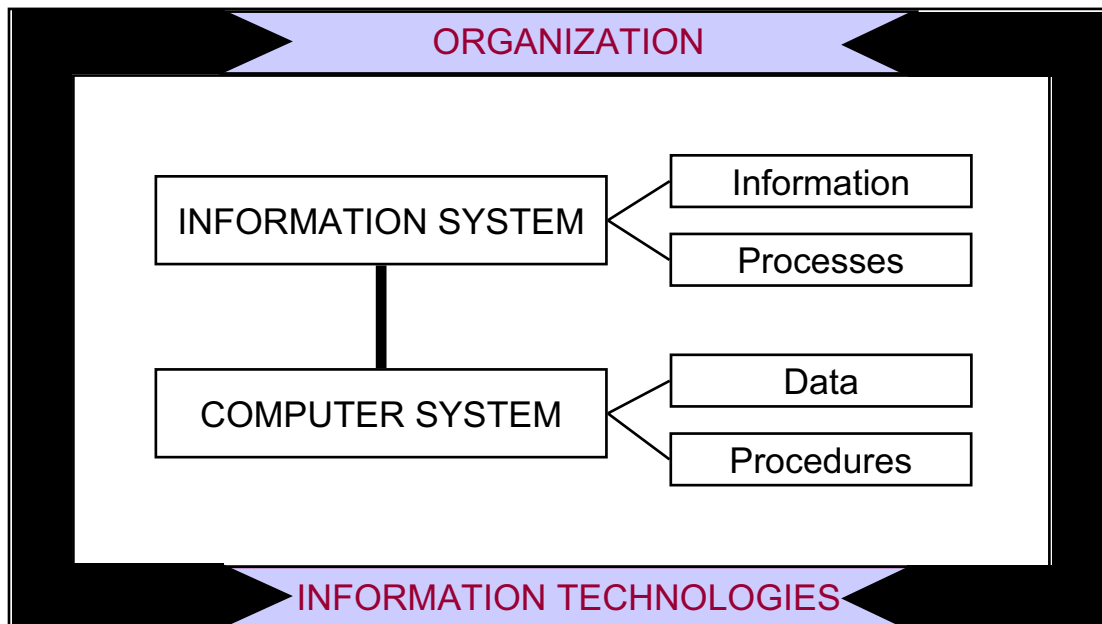 ORGANIZATION
INFORMATION SYSTEM
Information
Processes
COMPUTER SYSTEM
Data
Procedures
INFORMATION TECHNOLOGIES